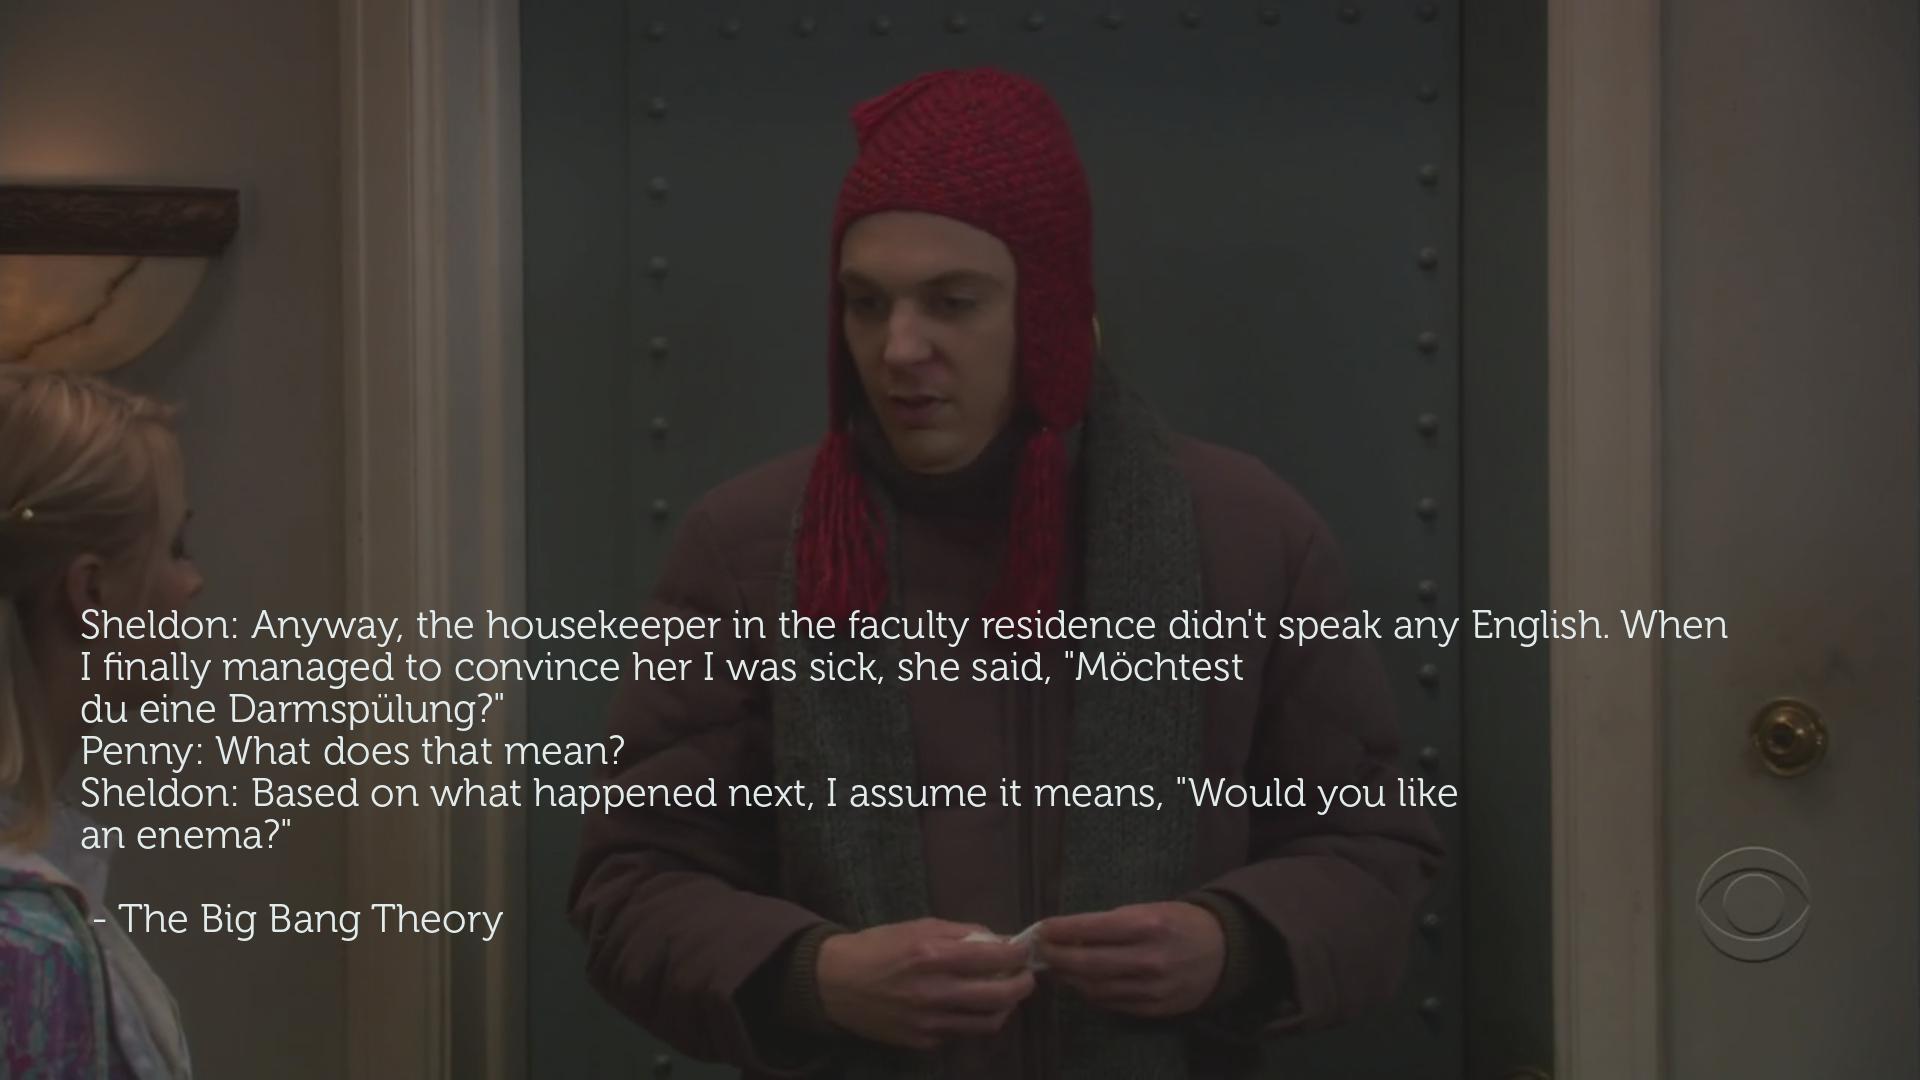 Sheldon: Anyway, the housekeeper in the faculty residence didn't speak any English. When
I finally managed to convince her I was sick, she said, "Möchtest
du eine Darmspülung?"
Penny: What does that mean?
Sheldon: Based on what happened next, I assume it means, "Would you like
an enema?"
- The Big Bang Theory